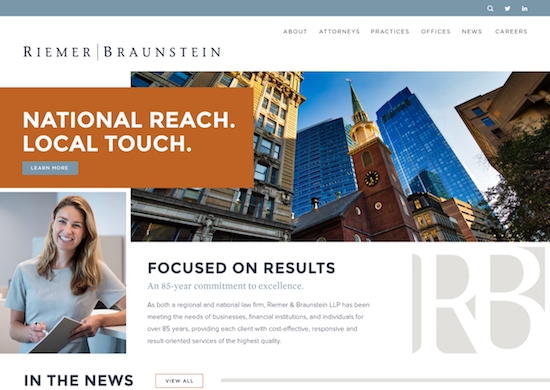 ABOUT ATTORNEYS PRACTICES OFFICES NEWS CAREERS
RIEMER|BRAUNSTEIN
NATIONAL REACH.
LOCAL TOUCH.
LEARN MORE
FOCUSED ON RESULTS
An 85-year commitment to excellence.
As both a regional and national law firm, Riemer & Braunstein LLP has been
meeting the needs of businesses, financial institutions, and individuals for
over 85 years, providing each client with cost-effective, responsive and
result-oriented services of the highest quality.
RB
IN THE NEWS
VIEW ALL